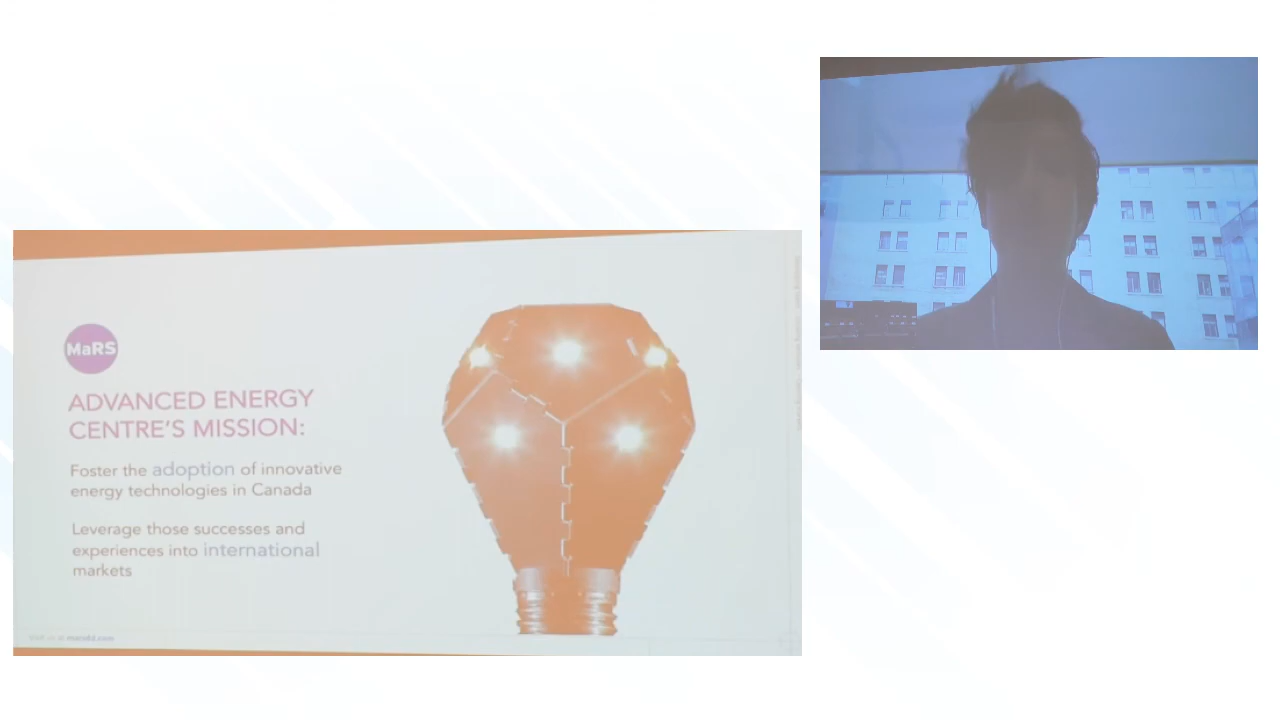 MaRS
ADVANCED ENERGY
CENTRE'S MISSION:
Foster the adoption of innovative
energy technologies in Canada
Leverage those successes and
experiences into international
markets